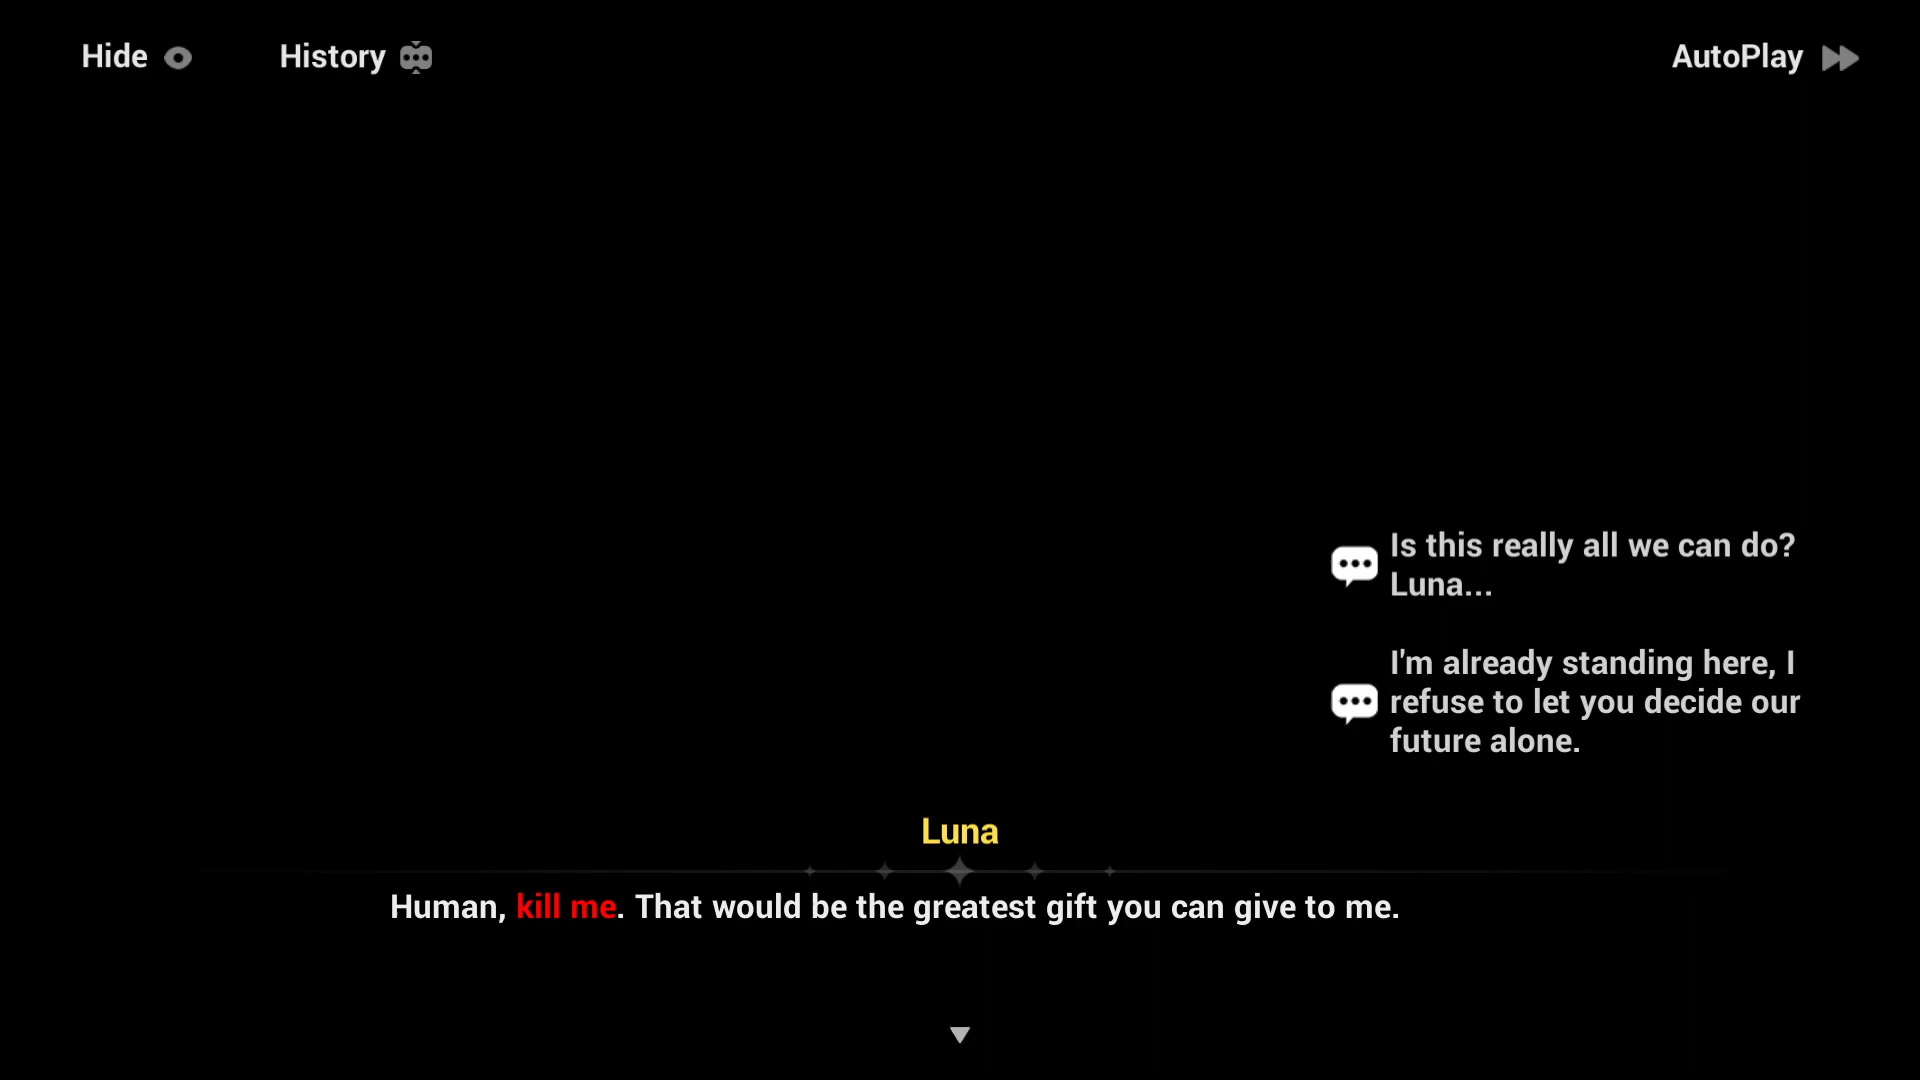 Hide
History
AutoPlay
Is this really all we can do?
Luna...
I'm already standing here, I
refuse to let you decide our
future alone.
Luna
Human, kill me. That would be the greatest gift you can give to me.